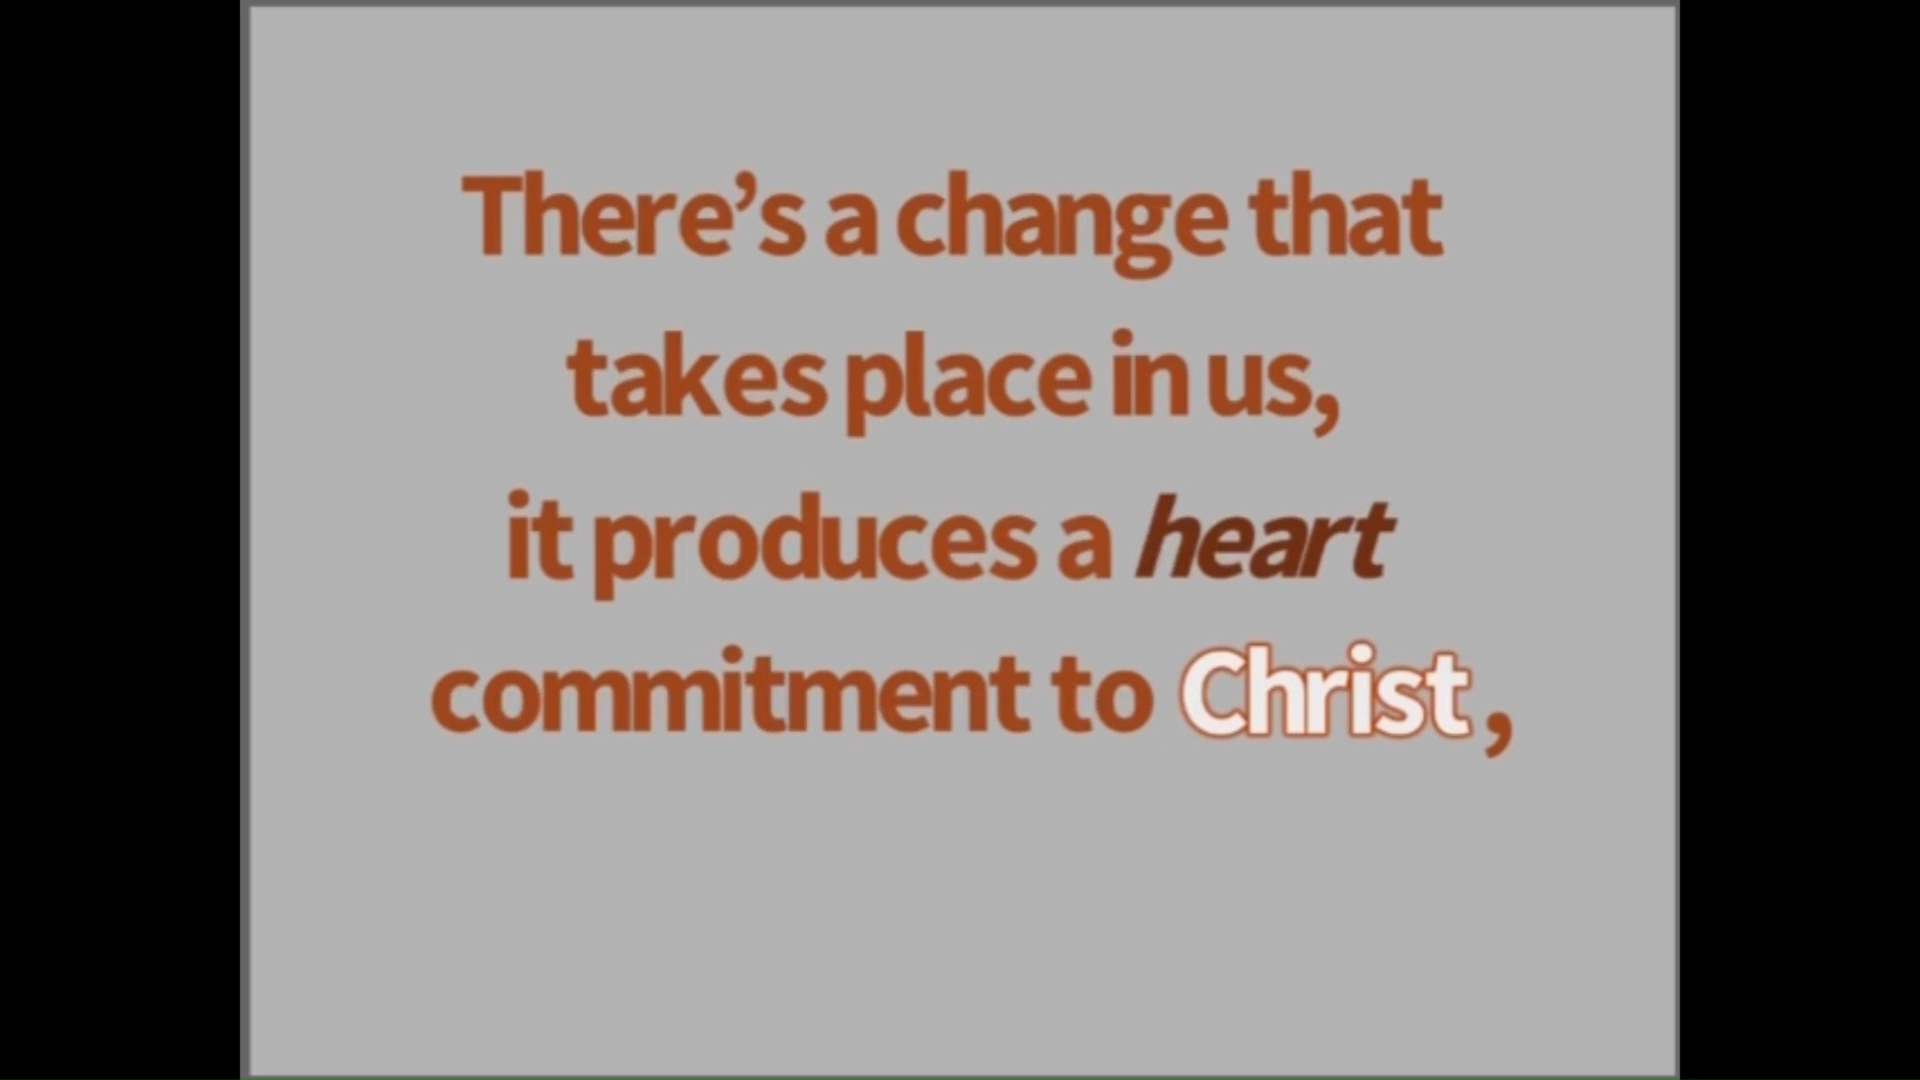 There’s a change that
takes place in us,
it produces a heart
commitment to Christ,